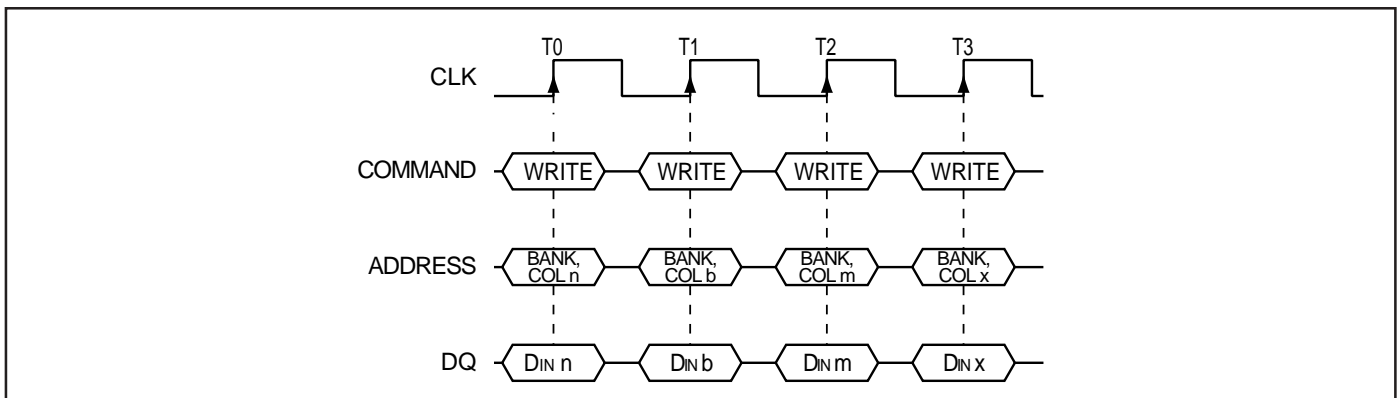 T0 T1 T2 T3
CLK
COMMAND WRITE WRITE WRITE WRITE
ADDRESS BANK, COL n BANK, COL b BANK, COL m BANK, COL x
DQ DIN n DIN b DIN m DIN x